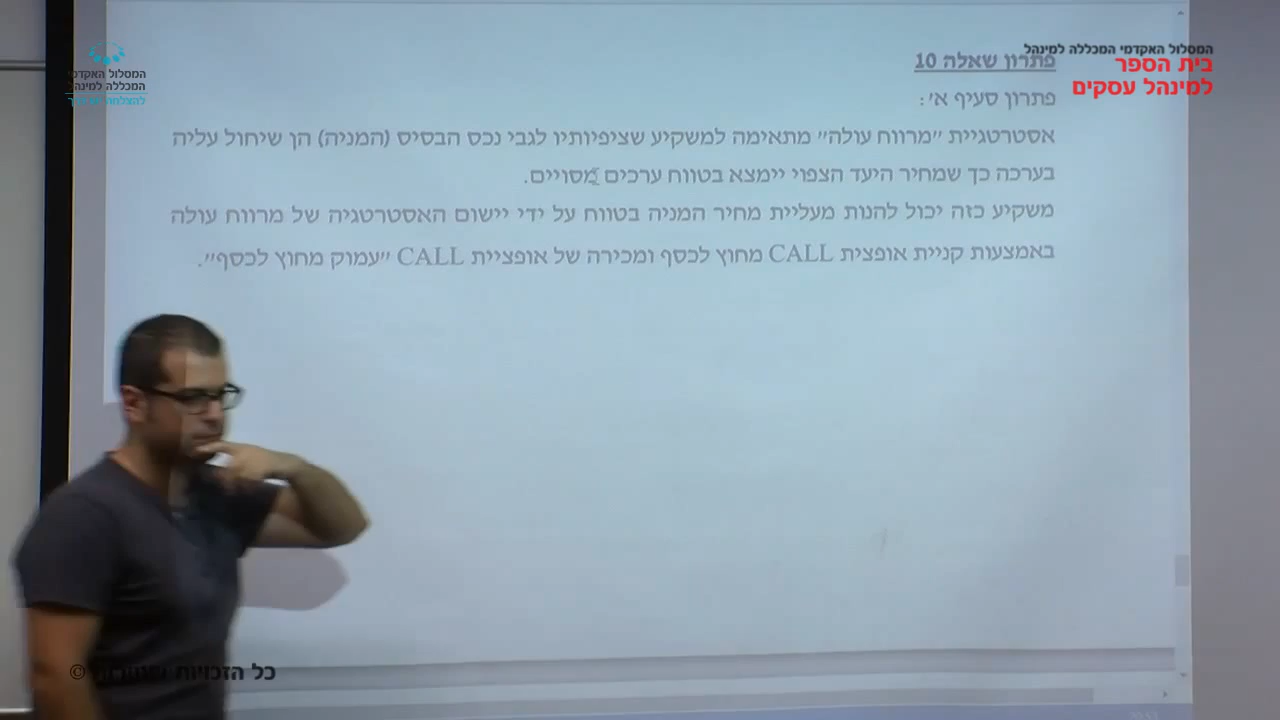 המסלול האקדמי המכללה למינהל
בית הספר
למינהל עסקים
המסלול האקדמי
המכללה למינהל
פתרון שאלה 10
פתרון סעיף א׳:
אסטרטגיית ״מרווח עולה״ מתאימה למשקיע שציפיותיו לגבי נכס הבסיס (המניה) הן שיחול עליה
בערכה כך שמחיר היעד הצפוי יימצא בטווח ערכים מסויים.
משקיע כזה יכול להנות מעליית מחיר המניה בטווח על ידי יישום האסטרטגיה של מרווח עולה
באמצעות קניית אופצית CALL מחוץ לכסף ומכירה של אופציית CALL ״עמוק מחוץ לכסף״.
כל הזכויות ©